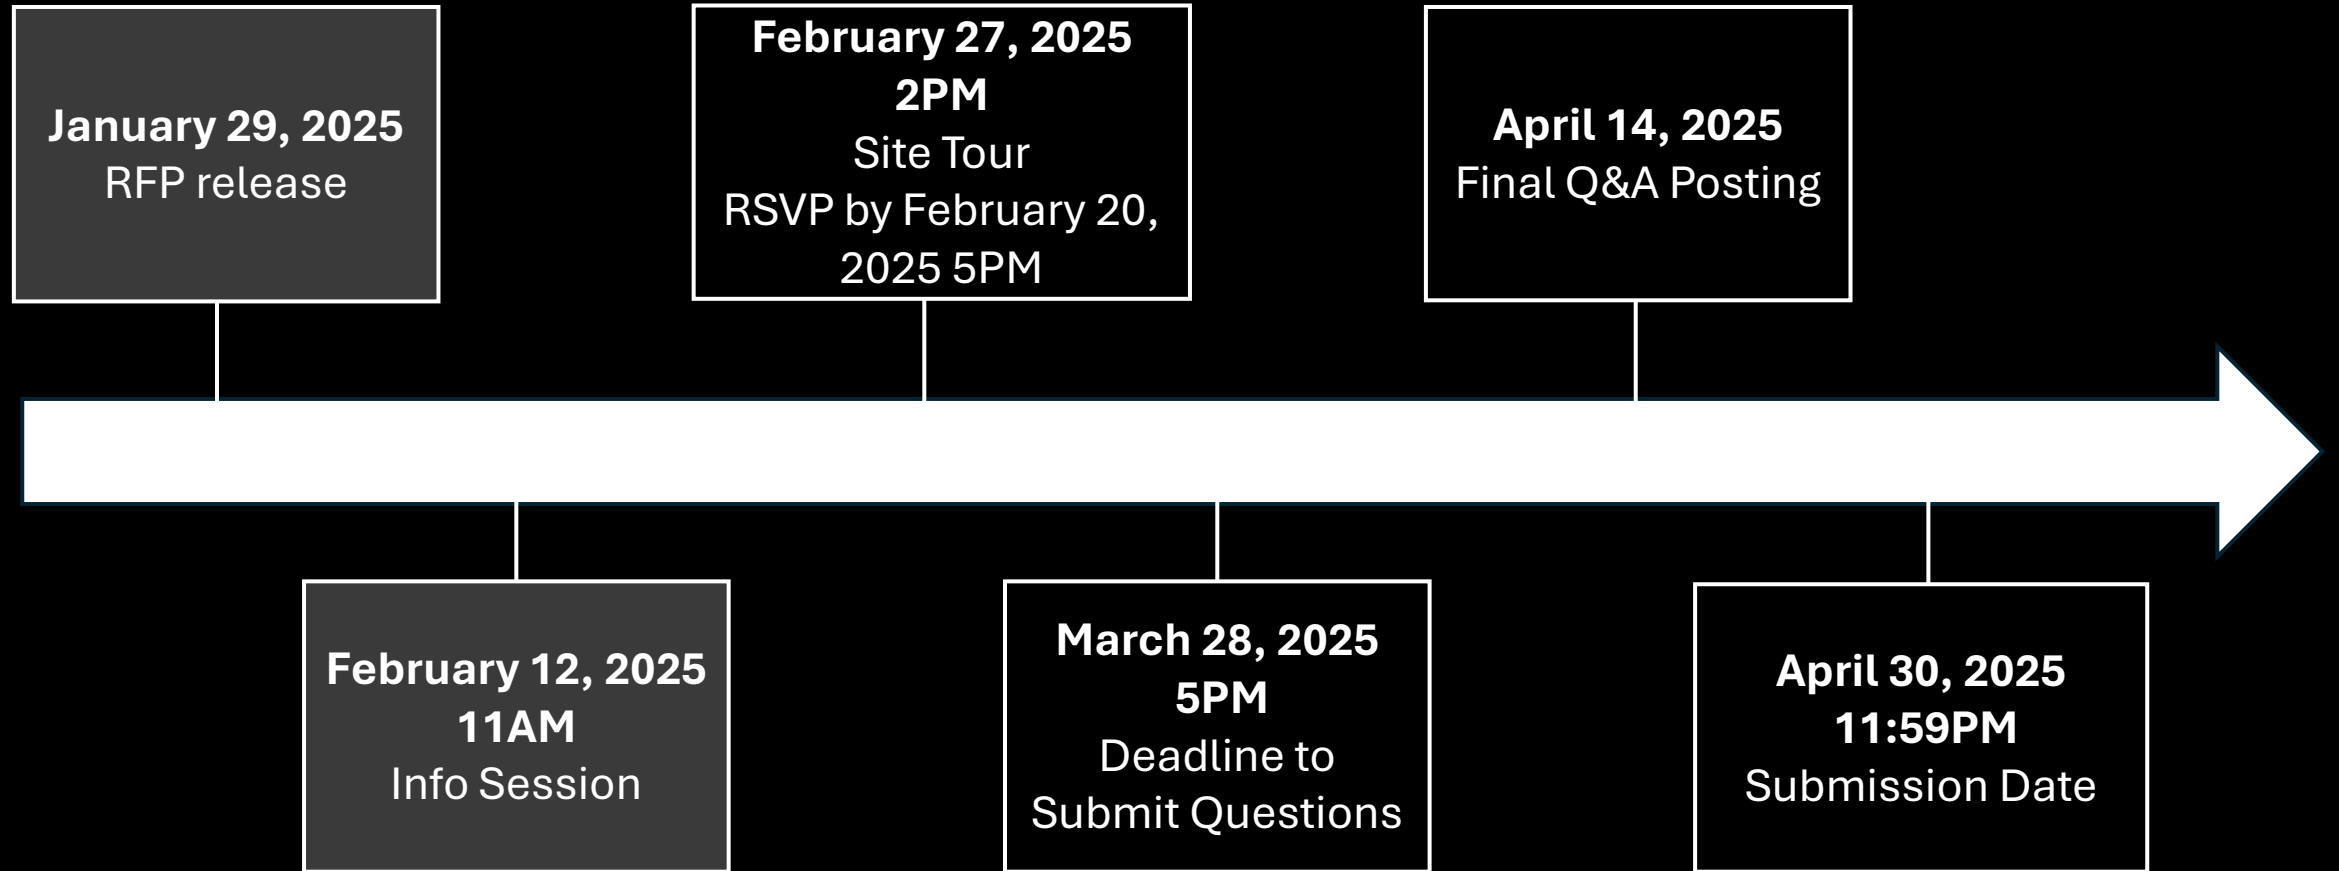 January 29, 2025
RFP release
February 12, 2025
11AM
Info Session
February 27, 2025
2PM
Site Tour
RSVP by February 20,
2025 5PM
March 28, 2025
5PM
Deadline to
Submit Questions
April 14, 2025
Final Q&A Posting
April 30, 2025
11:59PM
Submission Date